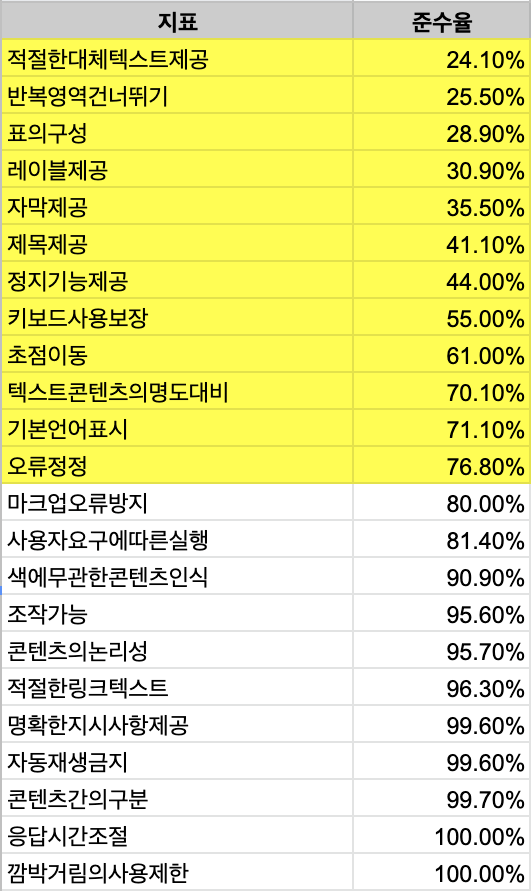 지표 준수율
적절한대체텍스트제공 24.10%
반복영역건너뛰기 25.50%
표의구성 28.90%
레이블제공 30.90%
자막제공 35.50%
제목제공 41.10%
정지기능제공 44.00%
키보드사용보장 55.00%
초점이동 61.00%
텍스트콘텐츠의명도대비 70.10%
기본언어표시 71.10%
오류정정 76.80%
마크업오류방지 80.00%
사용자요구에따른실행 81.40%
색에무관한콘텐츠인식 90.90%
조작가능 95.60%
콘텐츠의논리성 95.70%
적절한링크텍스트 96.30%
명확한지시사항제공 99.60%
자동재생금지 99.60%
콘텐츠간의구분 99.70%
응답시간조절 100.00%
깜박거림의사용제한 100.00%